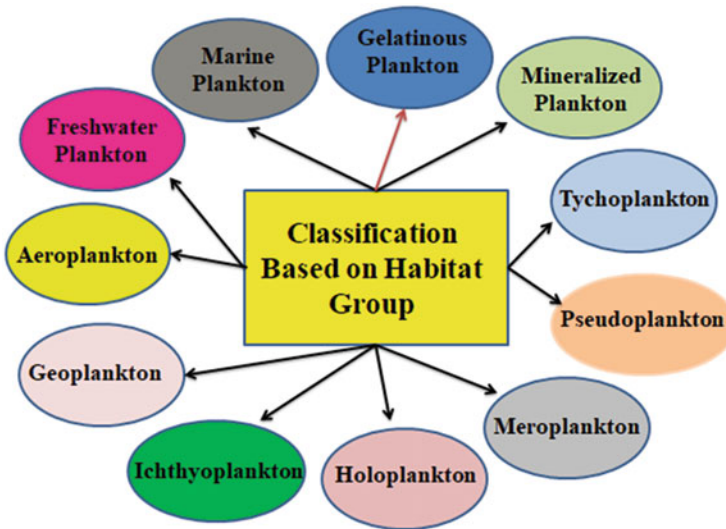 Gelatinous
Plankton
Marine
Plankton
Mineralized
Plankton
Freshwater
Plankton
Tychoplankton
Classification
Based on Habitat
Group
Aeroplankton
Pseudoplankton
Geoplankton
Meroplankton
Ichthyoplankton
Holoplankton